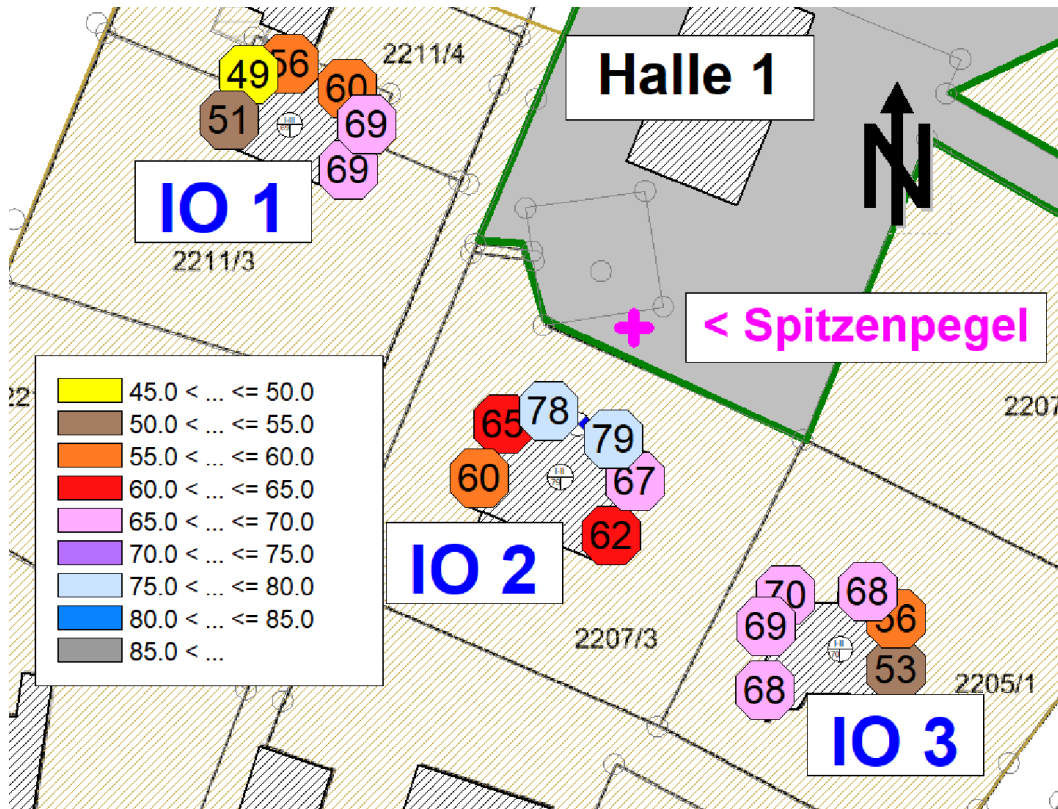 56
49
60
51
69
69
2211/4
Halle 1
N
IO 1
2211/3
< Spitzenpegel
45.0 < ... <= 50.0
50.0 < ... <= 55.0
55.0 < ... <= 60.0
60.0 < ... <= 65.0
65.0 < ... <= 70.0
70.0 < ... <= 75.0
75.0 < ... <= 80.0
80.0 < ... <= 85.0
85.0 < ...
2207
78
65
79
60
67
62
IO 2
2207/3
70
68
69
56
68
53
2205/1
IO 3